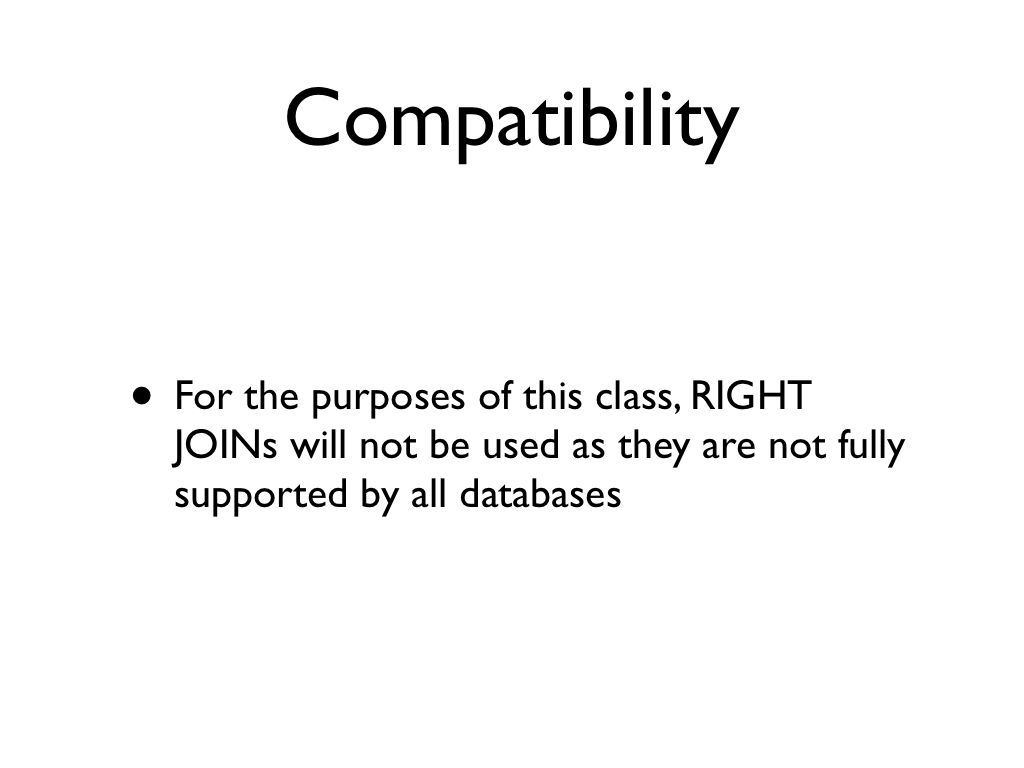 Compatibility
• For the purposes of this class, RIGHT
JOINs will not be used as they are not fully
supported by all databases